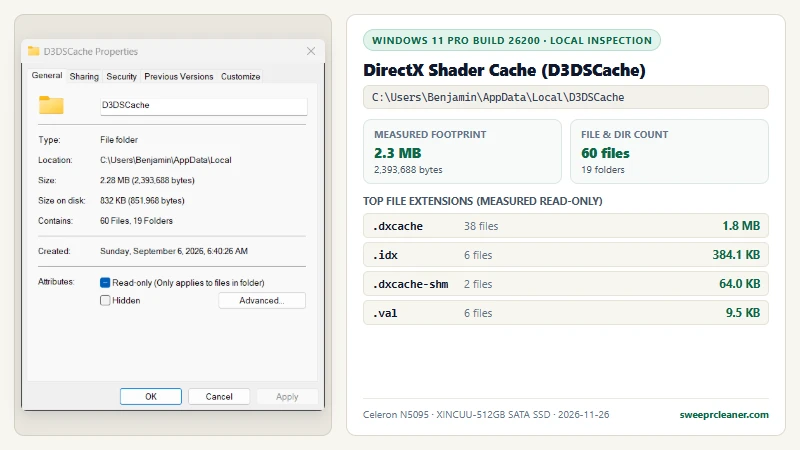 D3DSCache Properties
General Sharing Security Previous Versions Customize
D3DSCache
Type: File folder
Location: C:\Users\Benjamin\AppData\Local
Size: 2.28 MB (2,393,688 bytes)
Size on disk: 832 KB (851,968 bytes)
Contains: 60 Files, 19 Folders
Created: Sunday, September 6, 2026, 6:40:26 AM
Attributes: Read-only (Only applies to files in folder)
Hidden Advanced...
OK Cancel Apply
WINDOWS 11 PRO BUILD 26200 · LOCAL INSPECTION
DirectX Shader Cache (D3DSCache)
C:\Users\Benjamin\AppData\Local\D3DSCache
MEASURED FOOTPRINT
2.3 MB
2,393,688 bytes
FILE & DIR COUNT
60 files
19 folders
TOP FILE EXTENSIONS (MEASURED READ-ONLY)
.dxcache 38 files 1.8 MB
.idx 6 files 384.1 KB
.dxcache-shm 2 files 64.0 KB
.val 6 files 9.5 KB
Celeron N5095 · XINCUU-512GB SATA SSD · 2026-11-26
sweeprcleaner.com